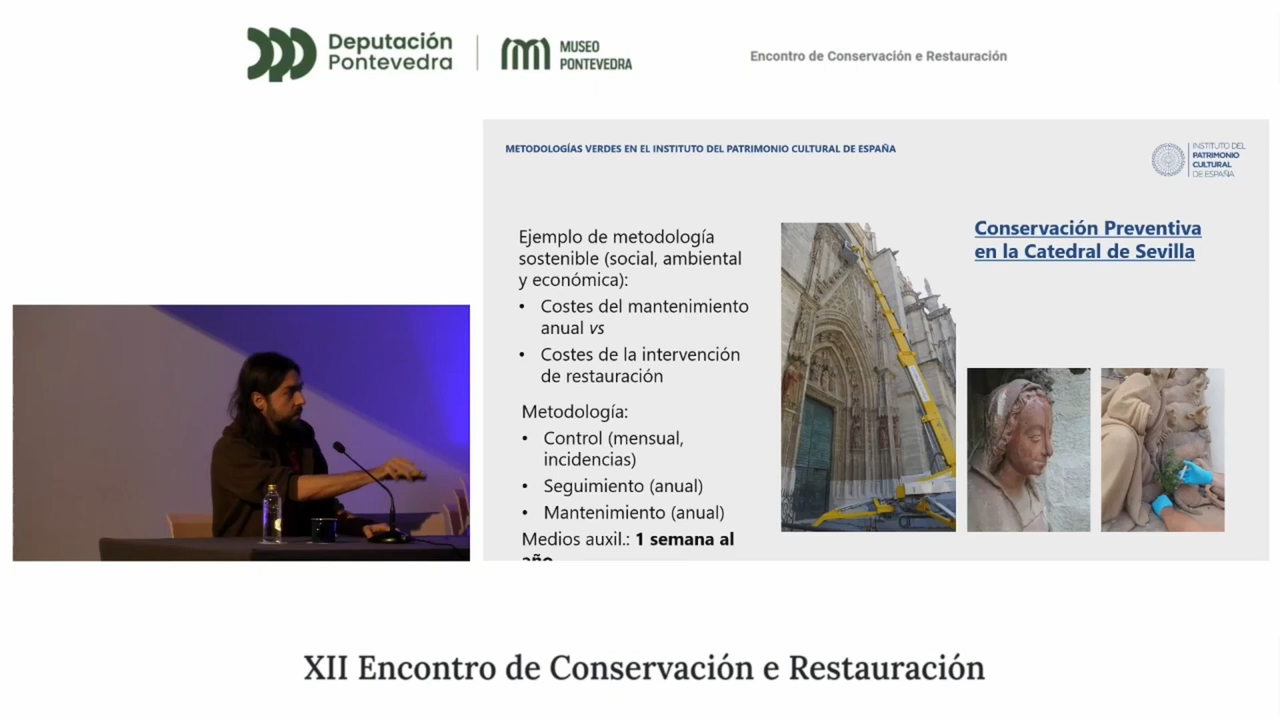 Deputación
Pontevedra
MUSEO
PONTEVEDRA
Encontro de Conservación e Restauración
METODOLOGÍAS VERDES EN EL INSTITUTO DEL PATRIMONIO CULTURAL DE ESPAÑA
INSTITUTO DEL
PATRIMONIO
CULTURAL
DE ESPAÑA
Ejemplo de metodología
sostenible (social, ambiental
y económica):
• Costes del mantenimiento
anual vs
• Costes de la intervención
de restauración
Metodología:
• Control (mensual,
incidencias)
• Seguimiento (anual)
• Mantenimiento (anual)
Medios auxil.: 1 semana al
año
Conservación Preventiva
en la Catedral de Sevilla
XII Encontro de Conservación e Restauración